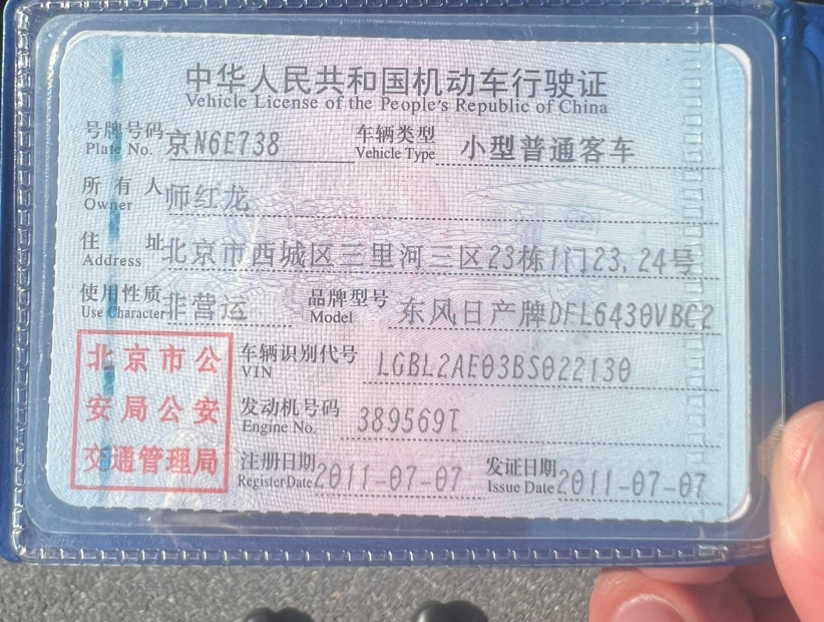 中华人民共和国机动车行驶证
Vehicle License of the People's Republic of China
号牌号码 京N6E738 车辆类型 小型普通客车
Plate No. Vehicle Type
所有人 师红龙
Owner
住址 北京市西城区三里河三区23栋1门23,24号
Address
使用性质 非营运 品牌型号 东风日产牌DFL6430VBC2
Use Character Model
北京市公安局公安交通管理局
车辆识别代号 LGBL2AE03BS022130
VIN
发动机号码 389569T
Engine No.
注册日期 2011-07-07 发证日期 2011-07-07
Register Date Issue Date